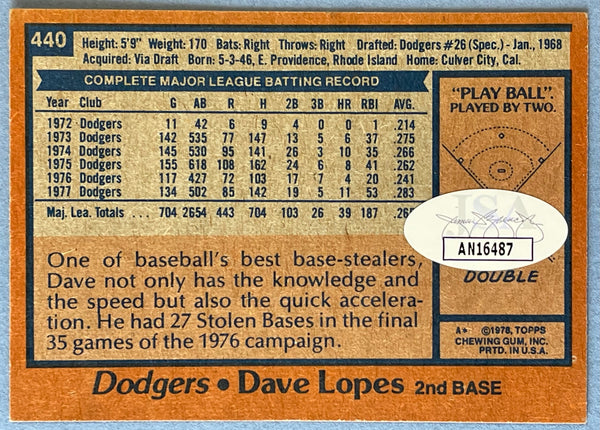 440
Height: 5'9" Weight: 170 Bats: Right Throws: Right Drafted: Dodgers #26 (Spec.) - Jan., 1968
Acquired: Via Draft Born: 5-3-46, E. Providence, Rhode Island Home: Culver City, Cal.
COMPLETE MAJOR LEAGUE BATTING RECORD
Year Club G AB R H 2B 3B HR RBI AVG.
1972 Dodgers 11 42 6 9 4 0 0 1 .214
1973 Dodgers 142 535 77 147 13 5 6 37 .275
1974 Dodgers 145 530 95 141 26 3 10 35 .266
1975 Dodgers 155 618 108 162 24 6 8 41 .262
1976 Dodgers 117 427 72 103 17 7 4 20 .241
1977 Dodgers 134 502 85 142 19 5 11 53 .283
Maj. Lea. Totals 704 2654 443 704 103 26 39 187
"PLAY BALL".
PLAYED BY TWO.
JSA
AN16487
DOUBLE
One of baseball's best base-stealers,
Dave not only has the knowledge and
the speed but also the quick accelera-
tion. He had 27 Stolen Bases in the final
35 games of the 1976 campaign.
A* ©1978, TOPPS
CHEWING GUM, INC.
PRTD. IN U.S.A.
Dodgers • Dave Lopes 2nd BASE